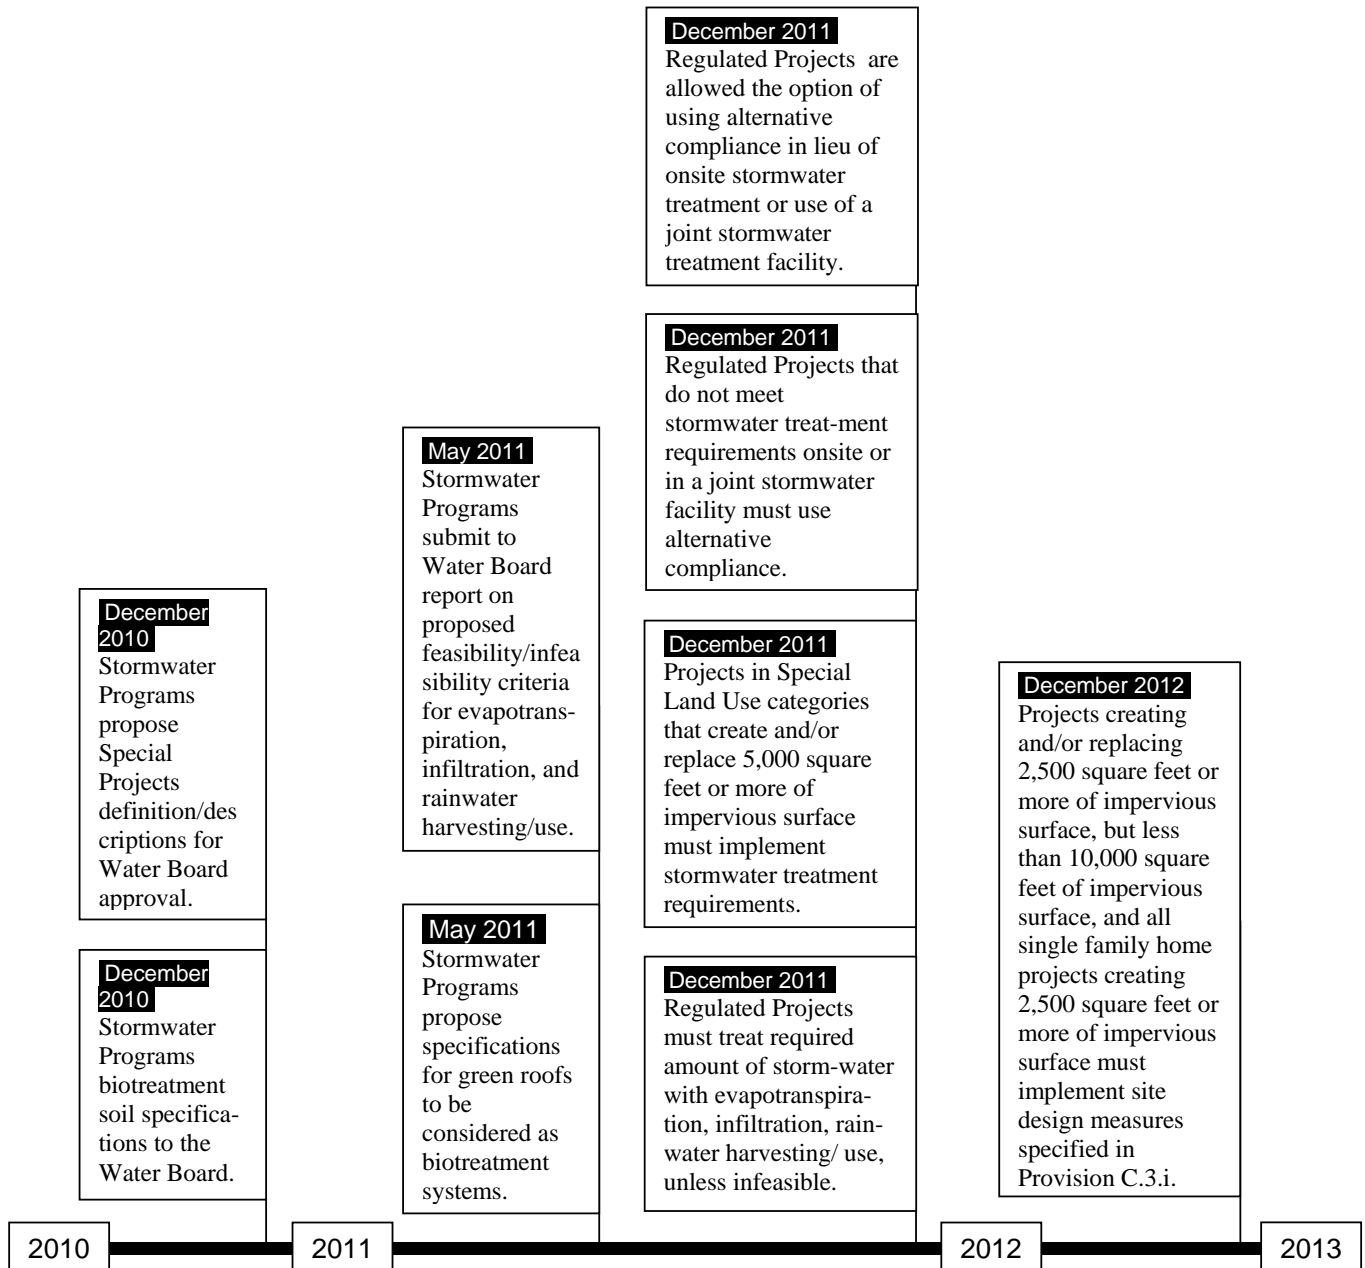 December 2011
Regulated Projects are
allowed the option of
using alternative
compliance in lieu of
onsite stormwater
treatment or use of a
joint stormwater
treatment facility.
December 2011
Regulated Projects that
do not meet
stormwater treat-ment
requirements onsite or
in a joint stormwater
facility must use
alternative
compliance.
May 2011
Stormwater
Programs
submit to
Water Board
report on
proposed
feasibility/infea
sibility criteria
for evapotrans-
piration,
infiltration, and
rainwater
harvesting/use.
December
2010
Stormwater
Programs
propose
Special
Projects
definition/des
criptions for
Water Board
approval.
December 2011
Projects in Special
Land Use categories
that create and/or
replace 5,000 square
feet or more of
impervious surface
must implement
stormwater treatment
requirements.
December 2012
Projects creating
and/or replacing
2,500 square feet or
more of impervious
surface, but less
than 10,000 square
feet of impervious
surface, and all
single family home
projects creating
2,500 square feet or
more of impervious
surface must
implement site
design measures
specified in
Provision C.3.i.
December
2010
Stormwater
Programs
biotreatment
soil specifica-
tions to the
Water Board.
May 2011
Stormwater
Programs
propose
specifications
for green roofs
to be
considered as
biotreatment
systems.
December 2011
Regulated Projects
must treat required
amount of storm-water
with evapotranspira-
tion, infiltration, rain-
water harvesting/ use,
unless infeasible.
2010
2011
2012
2013